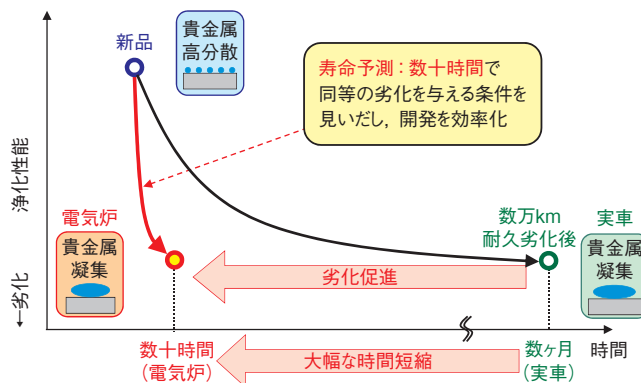 新品
貴金属
高分散
寿命予測：数十時間で
同等の劣化を与える条件を
見いだし，開発を効率化
浄化性能
←劣化
電気炉
貴金属
凝集
数万km
耐久劣化後
実車
貴金属
凝集
劣化促進
数十時間
（電気炉）
大幅な時間短縮
数ヶ月
（実車）
時間